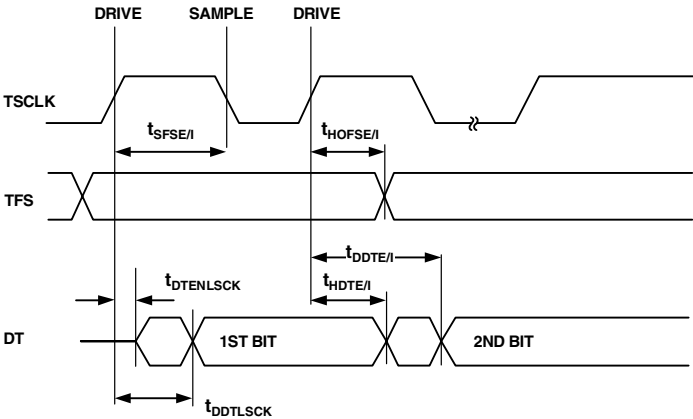 DRIVE SAMPLE DRIVE
TSCLK
tSFSE/I tHOFSE/I
TFS
tDDTE/I
tDTENLSCK tHDTE/I
DT 1ST BIT 2ND BIT
tDDTLSCK